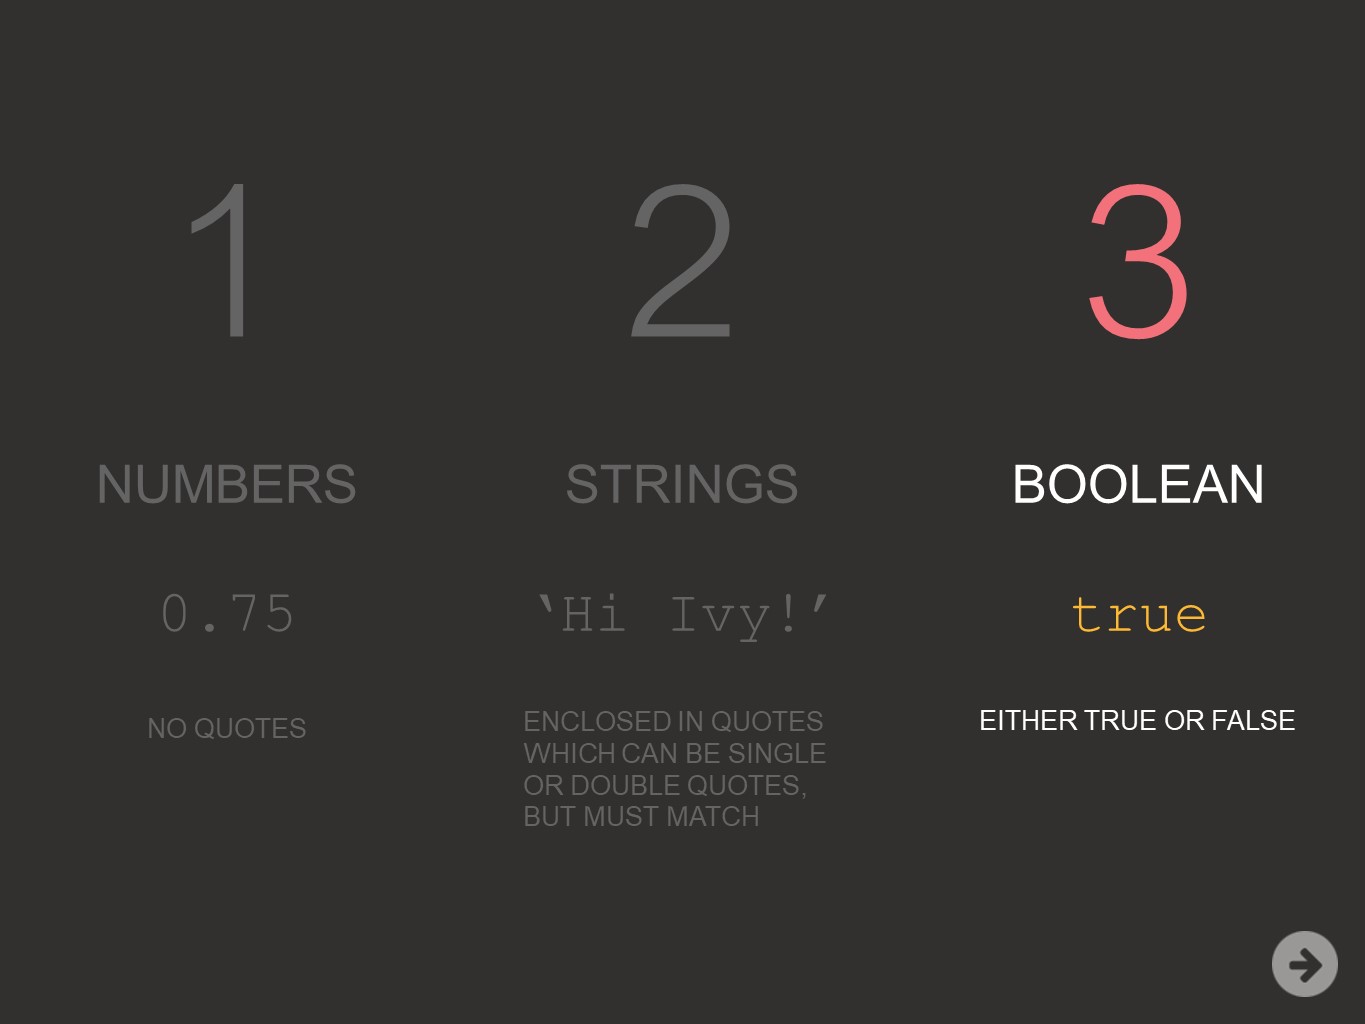 1
2
3
NUMBERS
STRINGS
BOOLEAN
0.75
‘Hi Ivy!’
true
NO QUOTES
ENCLOSED IN QUOTES
WHICH CAN BE SINGLE
OR DOUBLE QUOTES,
BUT MUST MATCH
EITHER TRUE OR FALSE